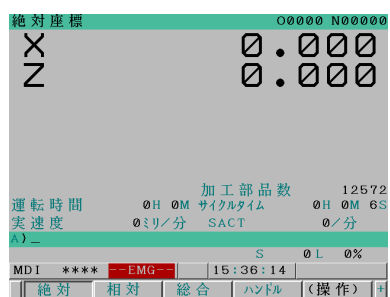 絶対座標 O0000 N00000
X 0.000
Z 0.000
加工部品数 12572
運転時間 0H 0M サイクルタイム 0H 0M 6S
実速度 0ミリ/分 SACT 0/分
A)_
S 0L 0%
MDI **** --EMG-- 15:36:14
絶対 相対 総合 ハンドル (操作) +